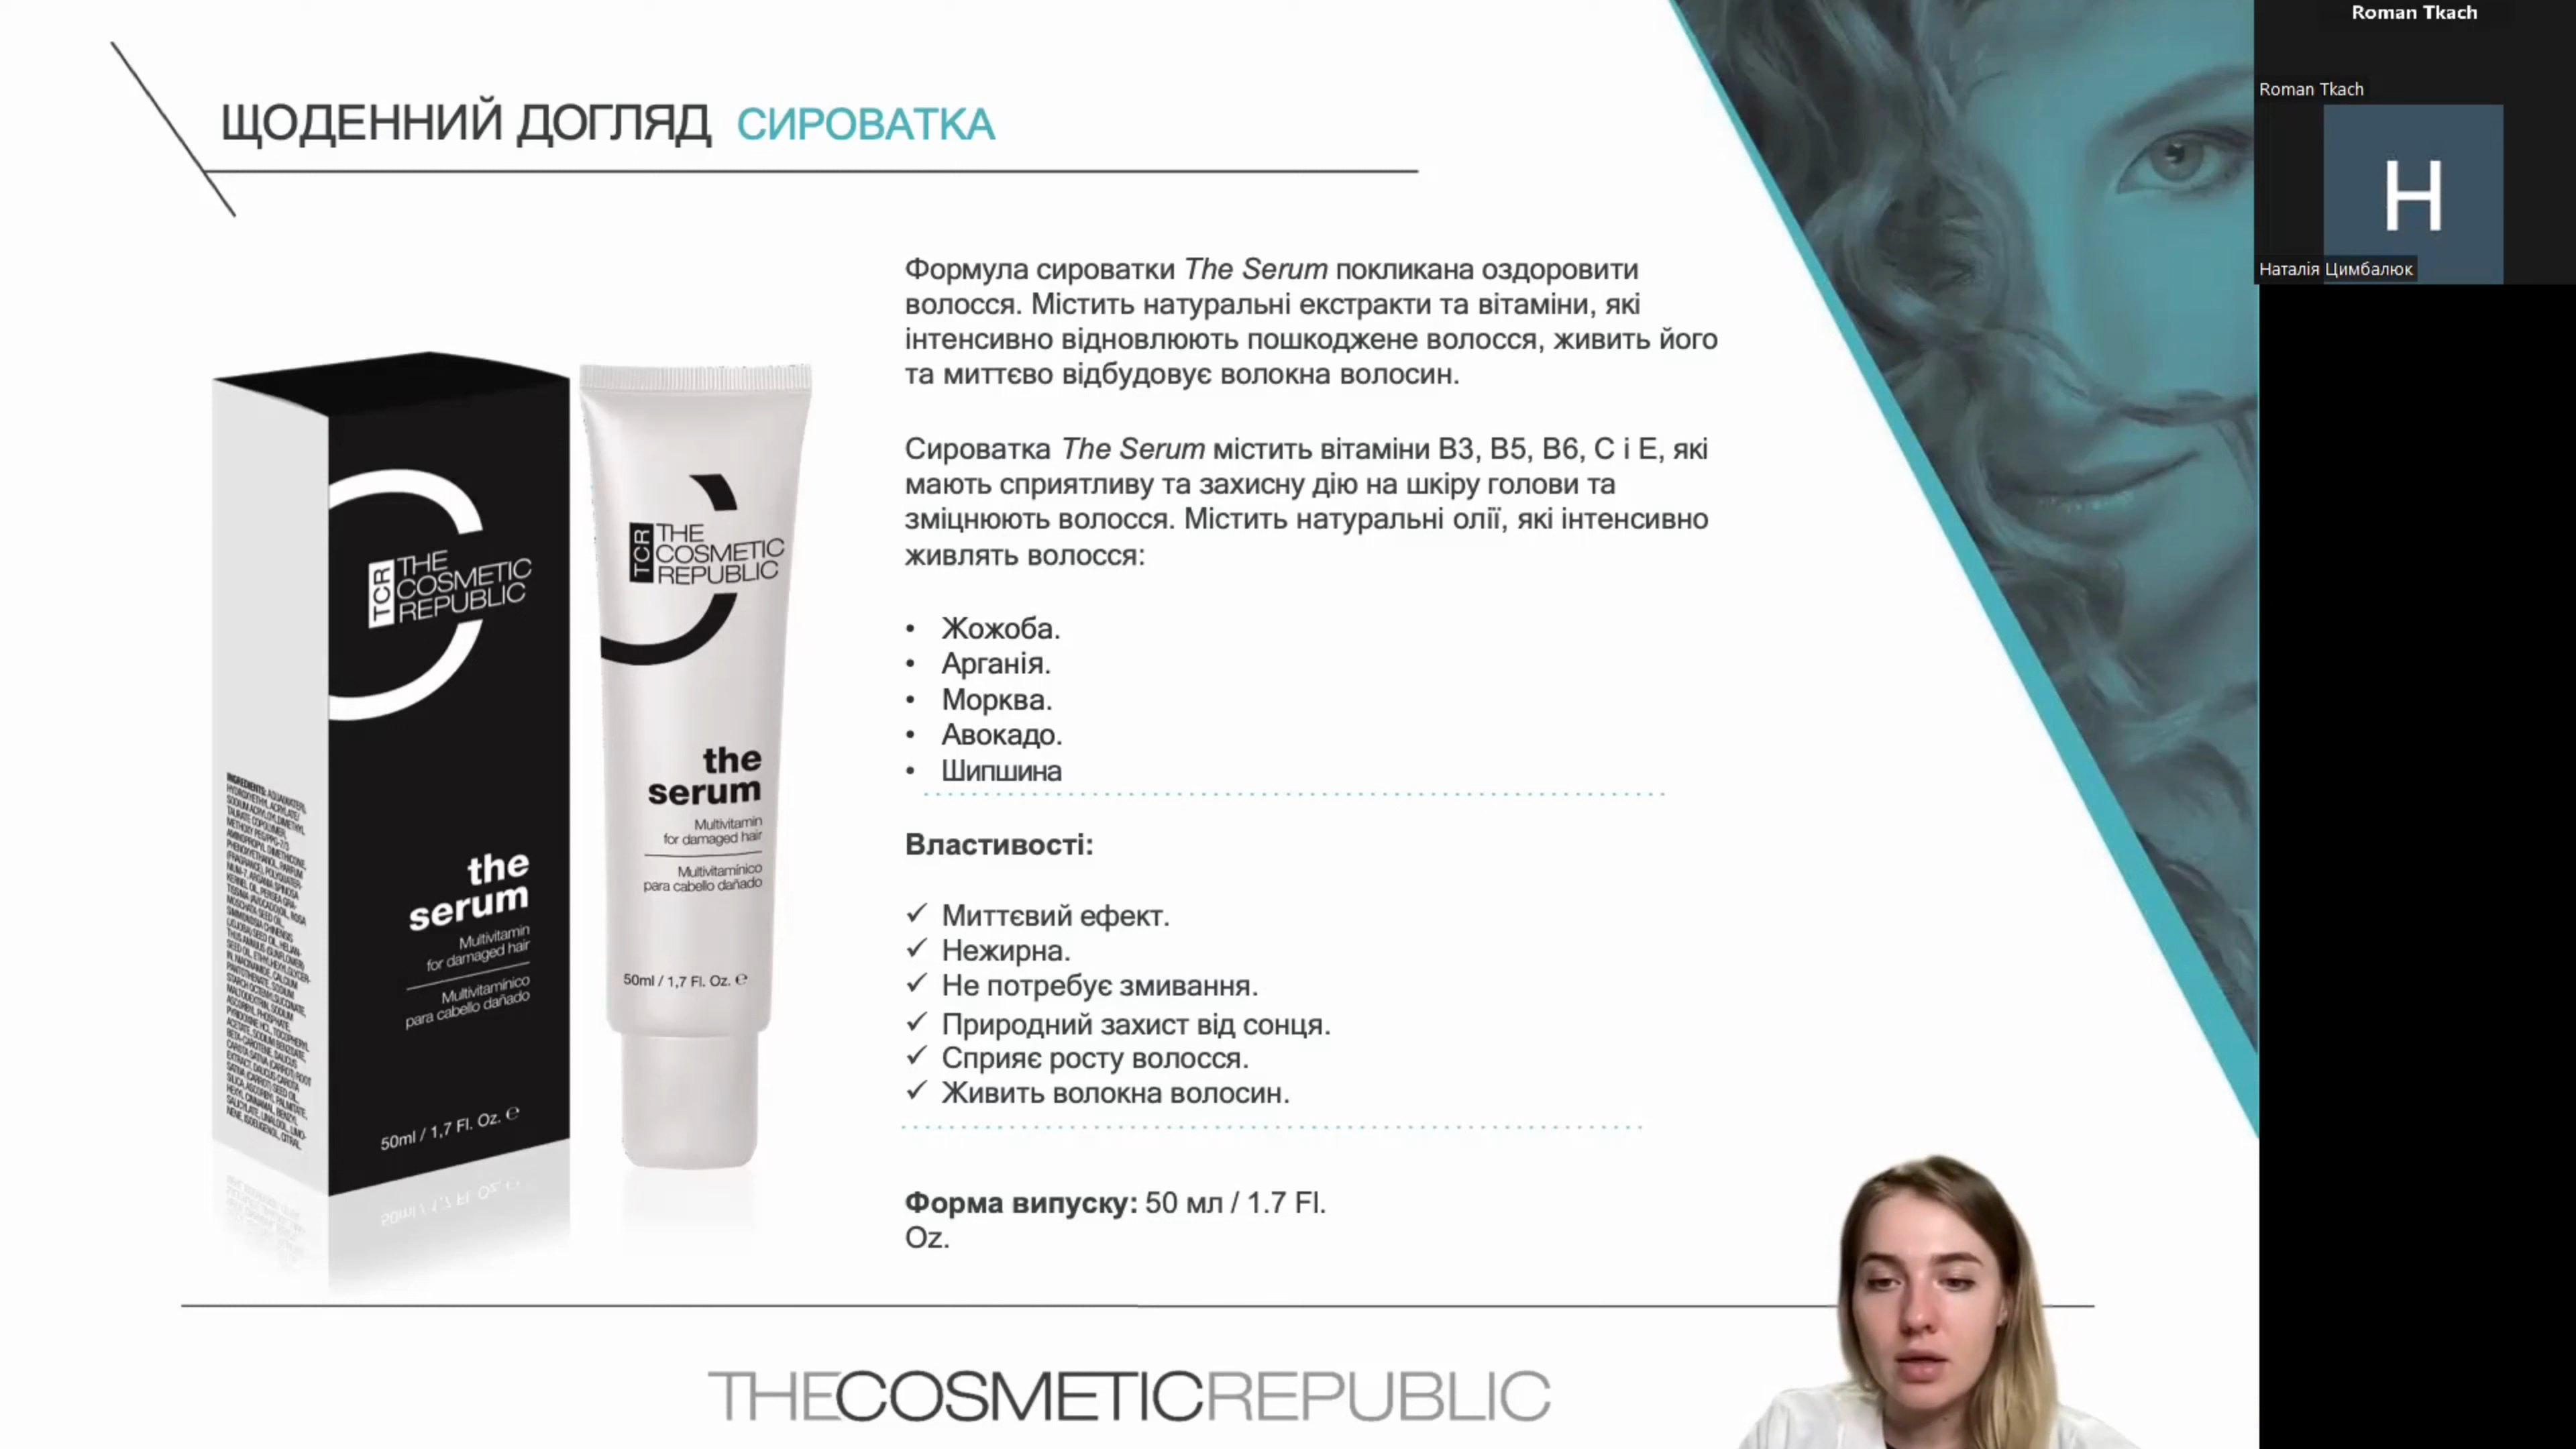 ЩОДЕННИЙ ДОГЛЯД СИРОВАТКА
Формула сироватки The Serum покликана оздоровити
волосся. Містить натуральні екстракти та вітаміни, які
інтенсивно відновлюють пошкоджене волосся, живить його
та миттєво відбудовує волокна волосин.
Сироватка The Serum містить вітаміни B3, B5, B6, C і E, які
мають сприятливу та захисну дію на шкіру голови та
зміцнюють волосся. Містить натуральні олії, які інтенсивно
живлять волосся:
• Жожоба.
• Арганія.
• Морква.
• Авокадо.
• Шипшина
Властивості:
✓ Миттєвий ефект.
✓ Нежирна.
✓ Не потребує змивання.
✓ Природний захист від сонця.
✓ Сприяє росту волосся.
✓ Живить волокна волосин.
Форма випуску: 50 мл / 1.7 Fl.
Oz.
TCR THE
COSMETIC
REPUBLIC
the
serum
Multivitamin
for damaged hair
Multivitamínico
para cabello dañado
50ml / 1,7 Fl. Oz. ℮
TCR THE
COSMETIC
REPUBLIC
the
serum
Multivitamin
for damaged hair
Multivitamínico
para cabello dañado
50ml / 1,7 Fl. Oz. ℮
THECOSMETICREPUBLIC
Roman Tkach
Roman Tkach
Н
Наталія Цимбалюк